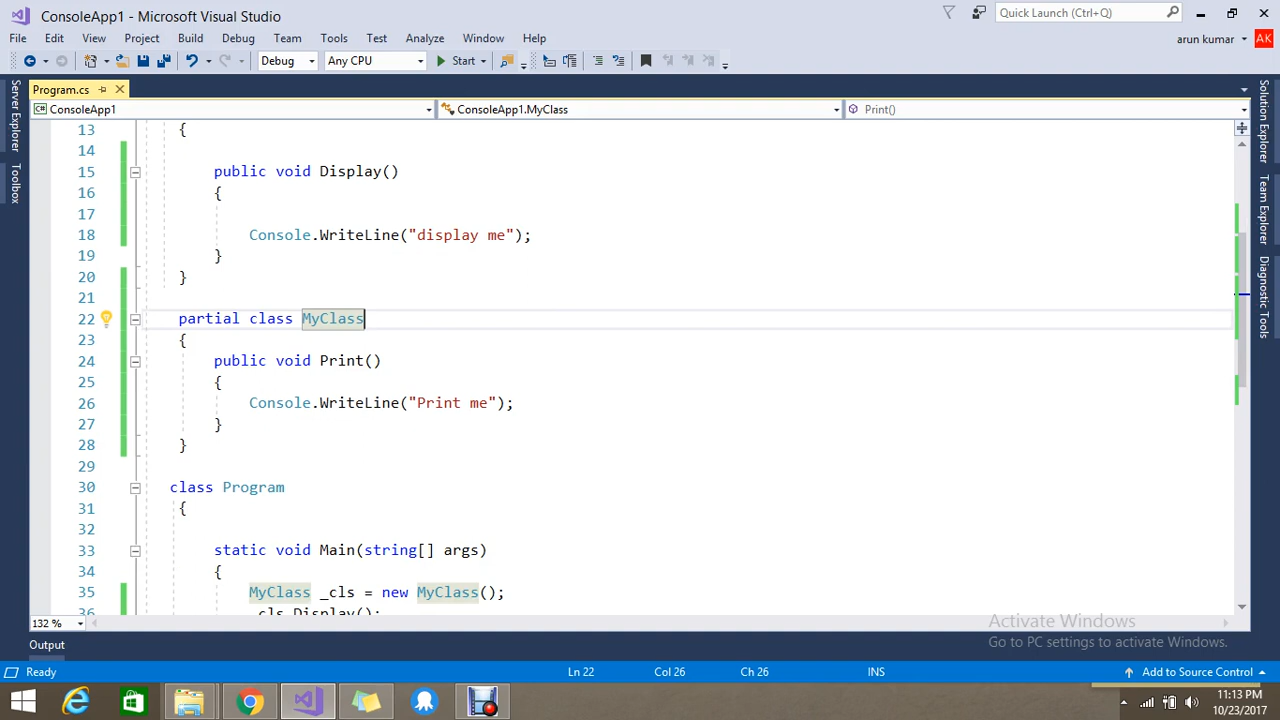 ConsoleApp1 - Microsoft Visual Studio
Quick Launch (Ctrl+Q)
File Edit View Project Build Debug Team Tools Test Analyze Window Help
arun kumar
AK
Debug Any CPU Start
Program.cs
ConsoleApp1 ConsoleApp1.MyClass Print()
Server Explorer
Toolbox
Solution Explorer
Team Explorer
Diagnostic Tools
13 {
14
15 public void Display()
16 {
17
18 Console.WriteLine("display me");
19 }
20 }
21
22 partial class MyClass
23 {
24 public void Print()
25 {
26 Console.WriteLine("Print me");
27 }
28 }
29
30 class Program
31 {
32
33 static void Main(string[] args)
34 {
35 MyClass _cls = new MyClass();
36 _cls.Display();
132 %
Activate Windows
Go to PC settings to activate Windows.
Output
Ready Ln 22 Col 26 Ch 26 INS Add to Source Control
11:13 PM
10/23/2017